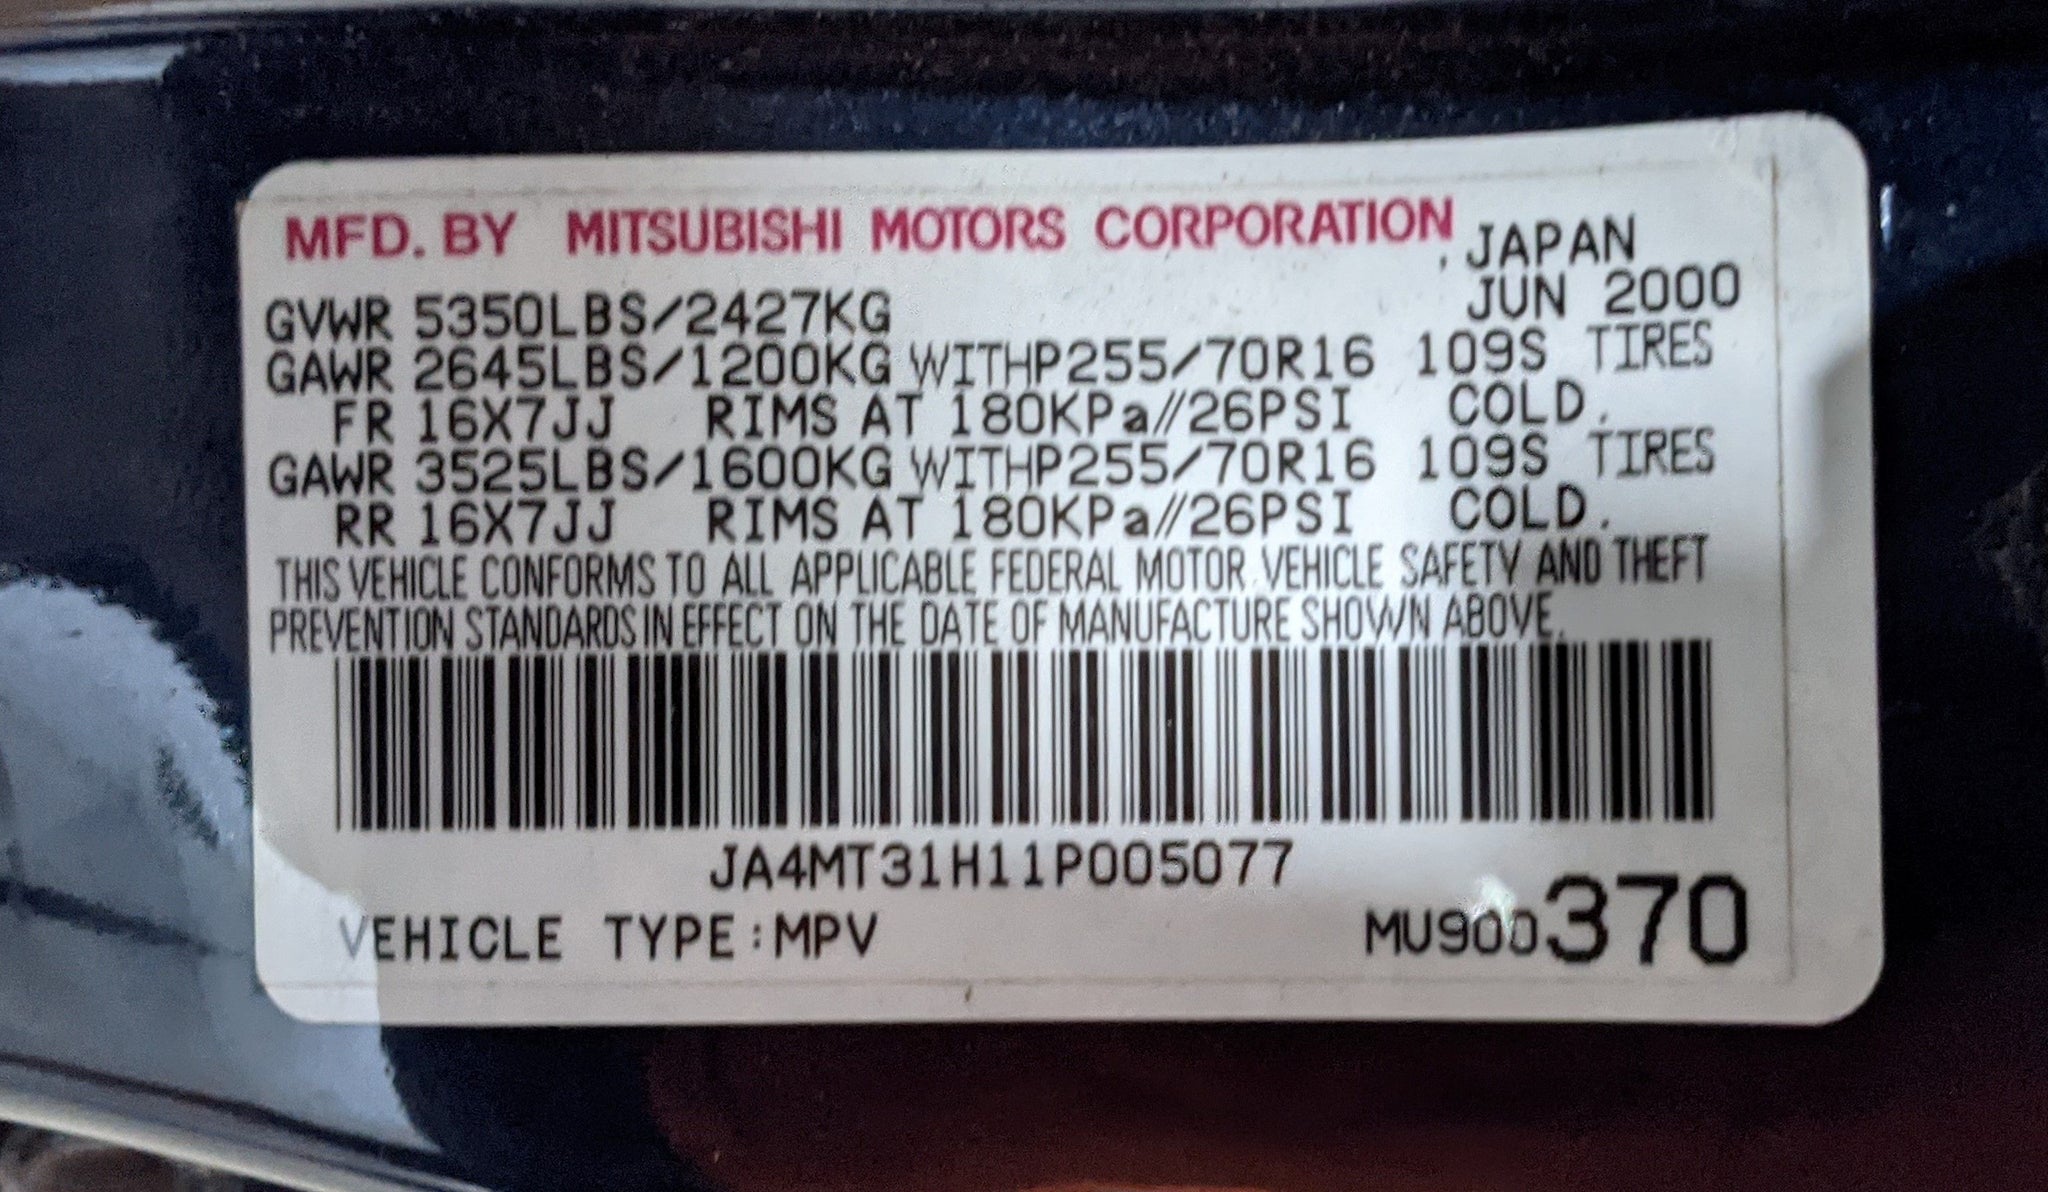 MFD. BY MITSUBISHI MOTORS CORPORATION, JAPAN
GVWR 5350LBS/2427KG JUN 2000
GAWR 2645LBS/1200KG WITHP255/70R16 109S TIRES
FR 16X7JJ RIMS AT 180KPa//26PSI COLD.
GAWR 3525LBS/1600KG WITHP255/70R16 109S TIRES
RR 16X7JJ RIMS AT 180KPa//26PSI COLD.
THIS VEHICLE CONFORMS TO ALL APPLICABLE FEDERAL MOTOR VEHICLE SAFETY AND THEFT
PREVENTION STANDARDS IN EFFECT ON THE DATE OF MANUFACTURE SHOWN ABOVE.
JA4MT31H11P005077
VEHICLE TYPE:MPV MU900370